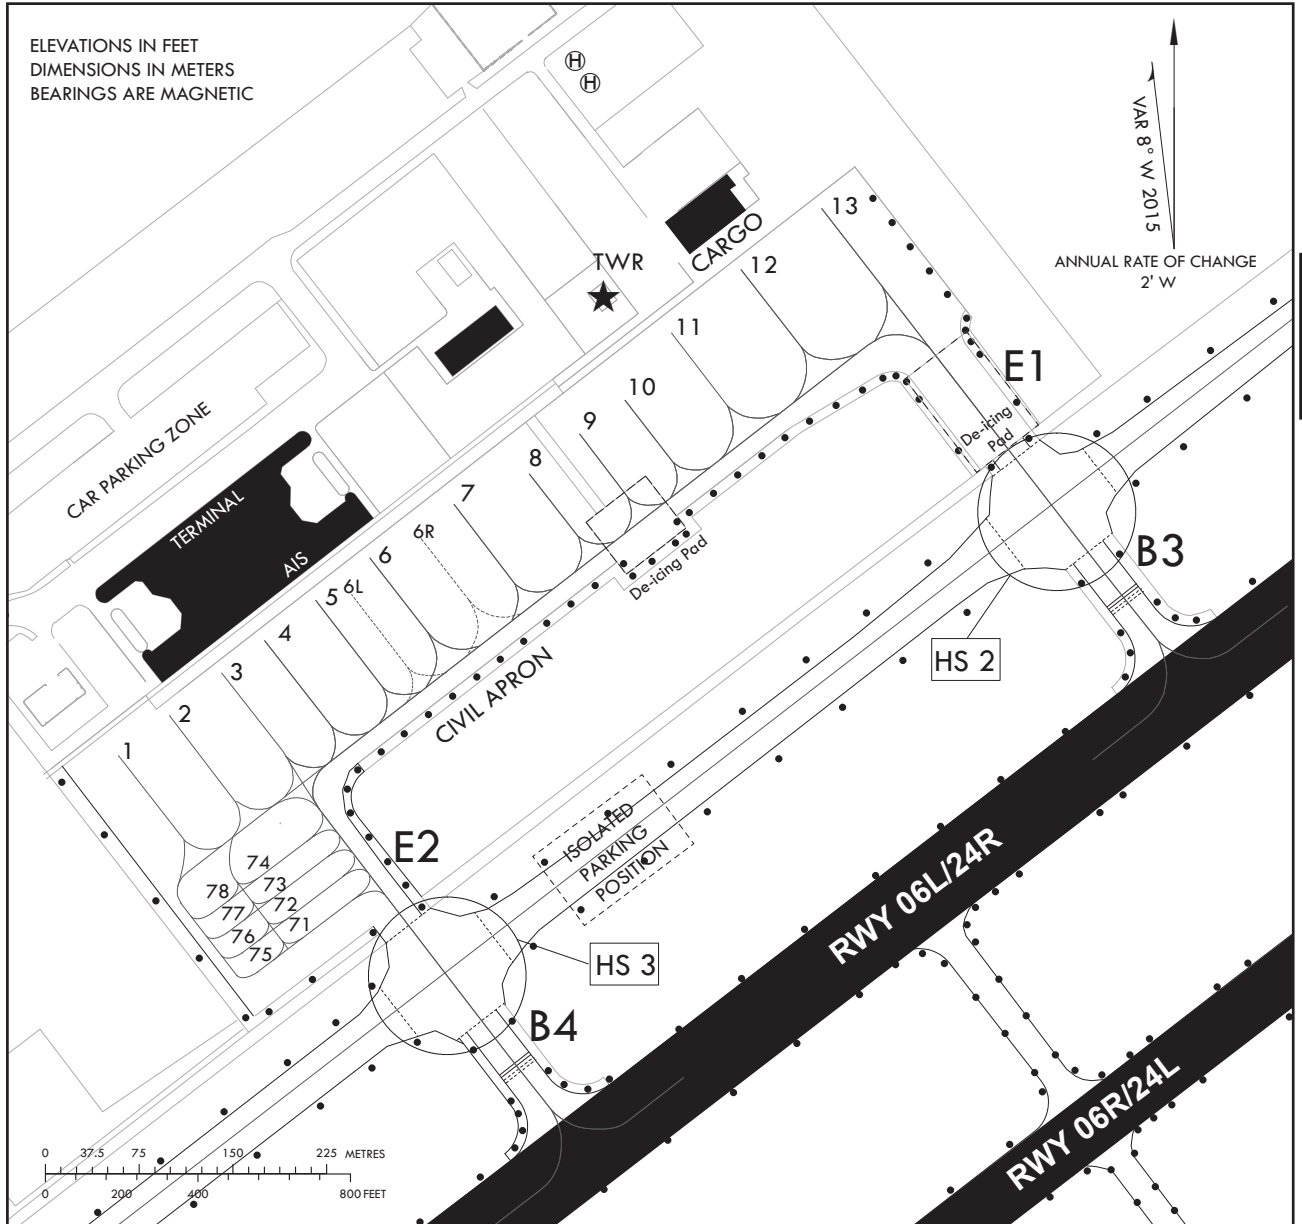 ELEVATIONS IN FEET
DIMENSIONS IN METERS
BEARINGS ARE MAGNETIC
H
H
VAR 8° W 2015
ANNUAL RATE OF CHANGE
2' W
13
CARGO
TWR
12
11
E1
10
9
De-icing
Pad
8
CAR PARKING ZONE
TERMINAL
AIS
7
6R
6
De-icing Pad
B3
5
6L
4
HS 2
3
CIVIL APRON
2
1
ISOLATED
PARKING
POSITION
E2
RWY 06L/24R
74
78
73
77
72
76
71
75
HS 3
B4
RWY 06R/24L
0 37.5 75 150 225 METRES
0 200 400 800 FEET